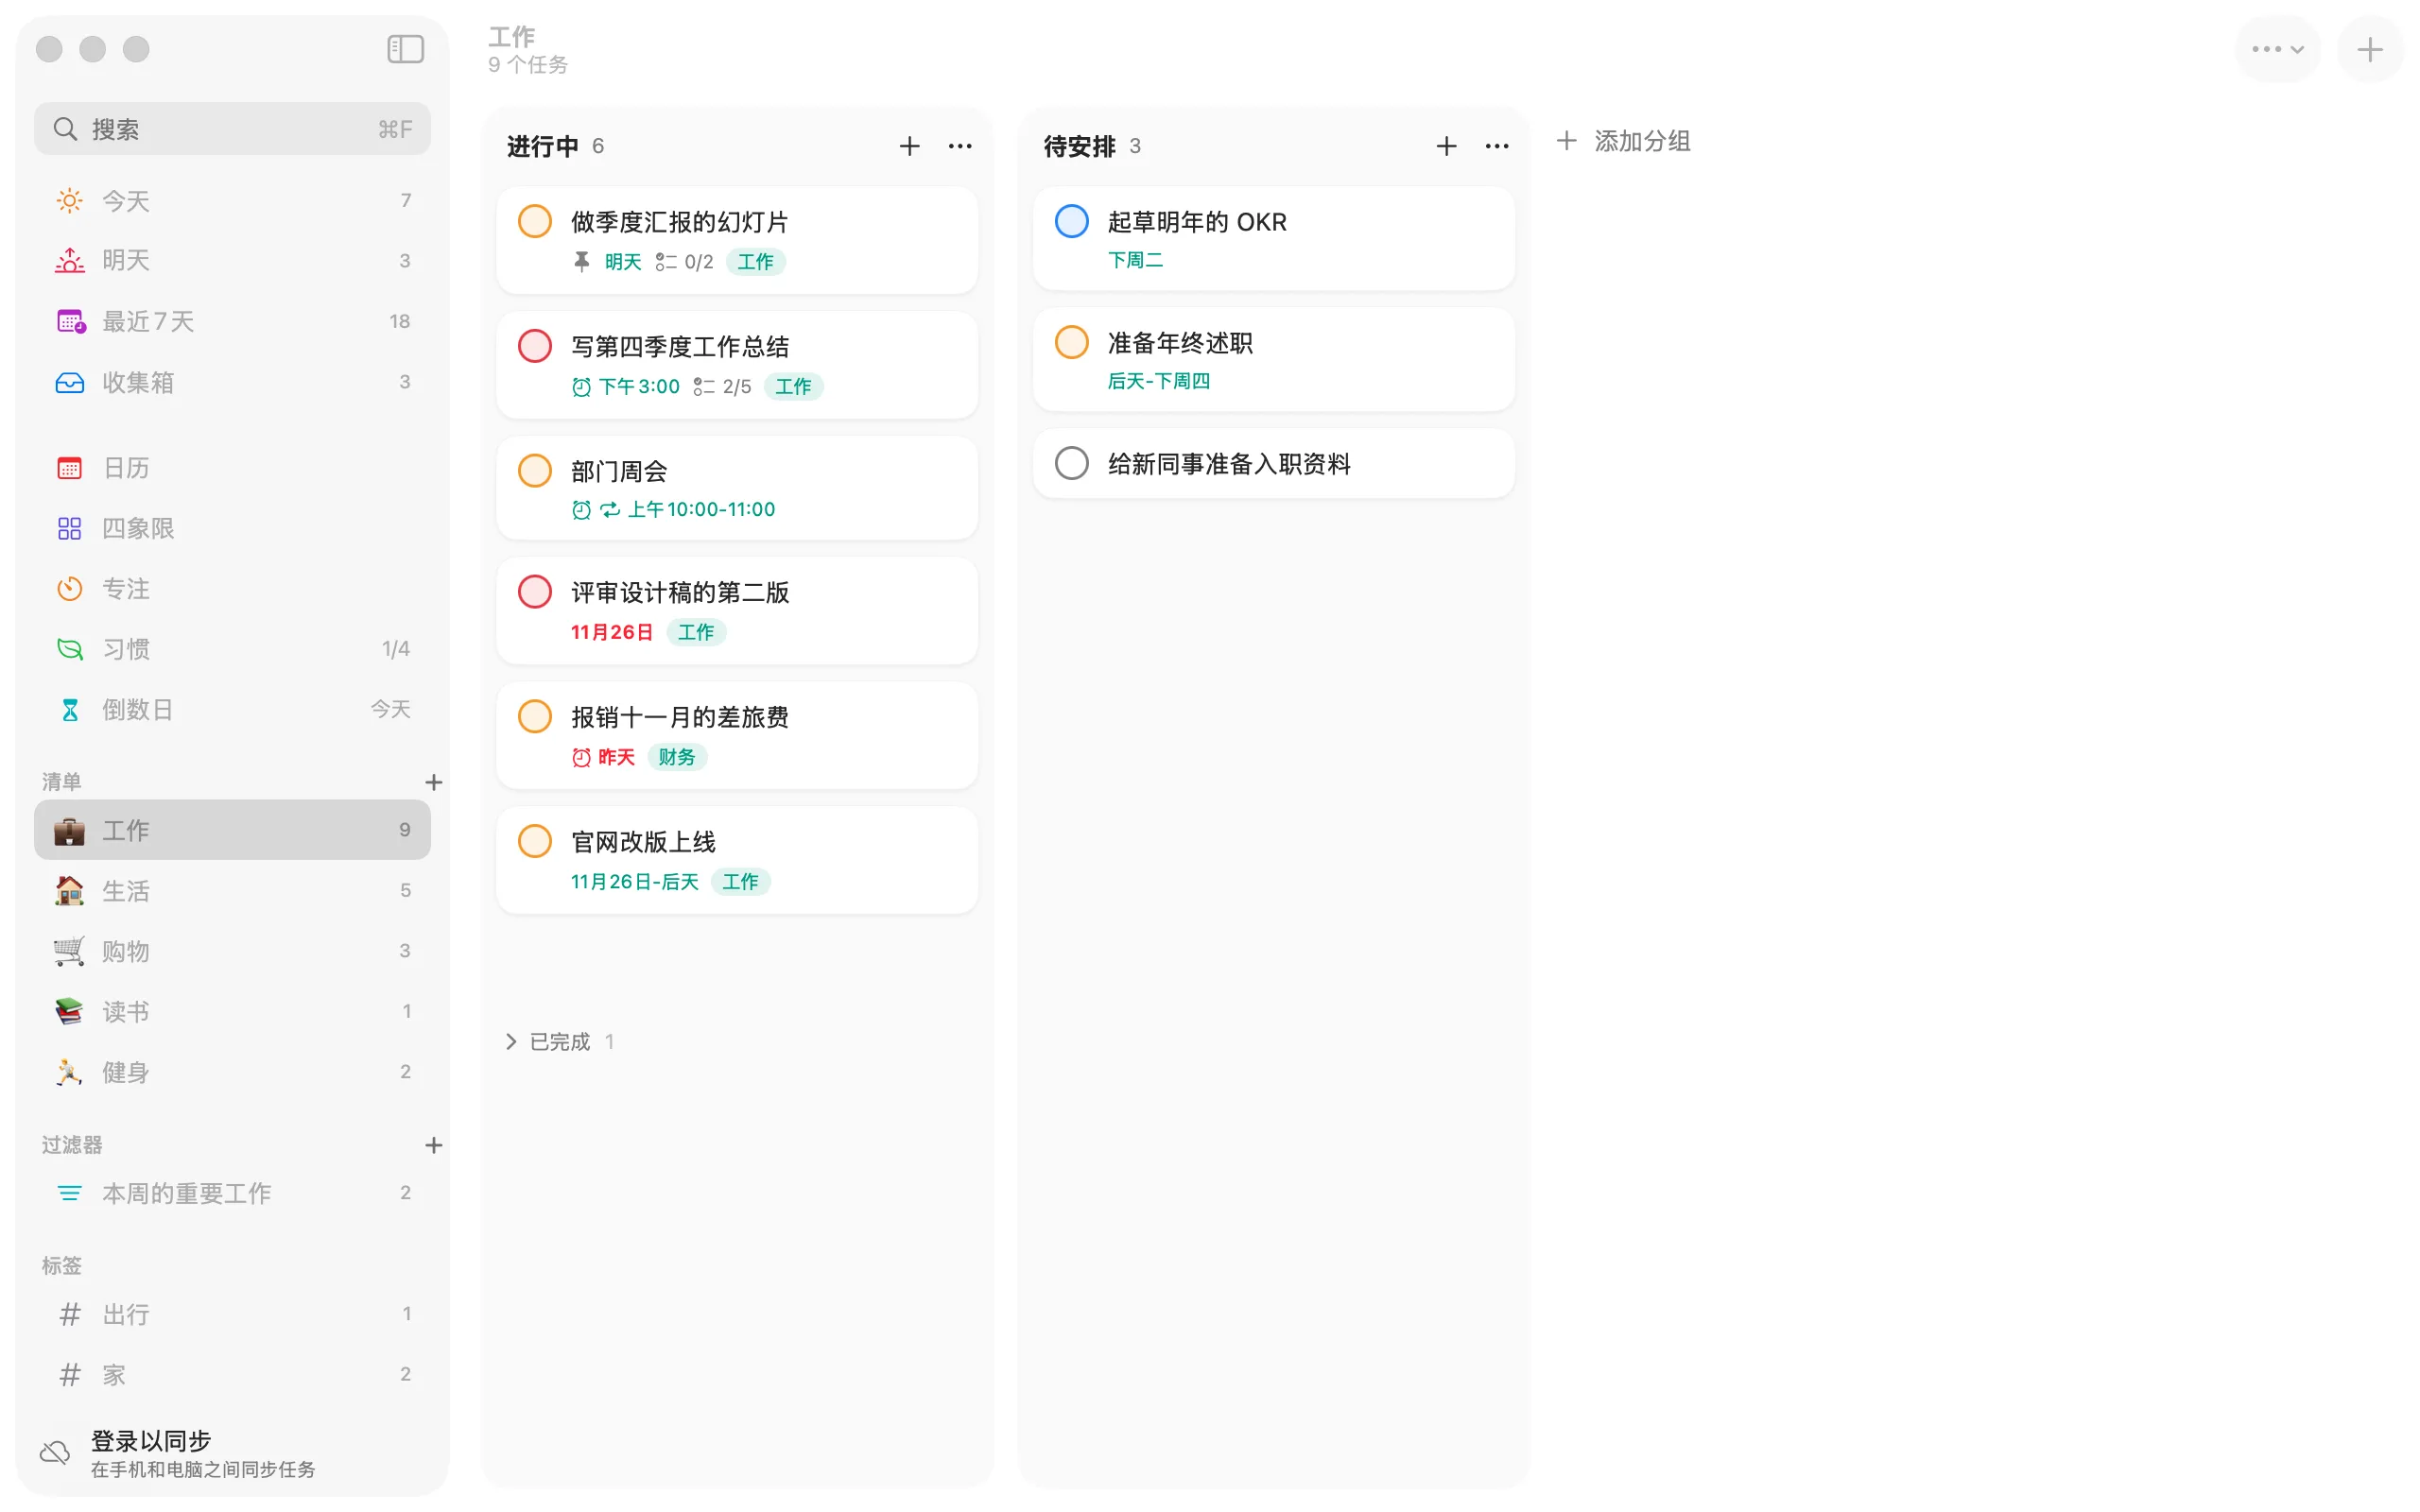 搜索 ⌘F
今天 7
明天 3
最近7天 18
收集箱 3
日历
四象限
专注
习惯 1/4
倒数日 今天
清单
工作 9
生活 5
购物 3
读书 1
健身 2
过滤器
本周的重要工作 2
标签
# 出行 1
# 家 2
登录以同步
在手机和电脑之间同步任务
工作
9 个任务
进行中 6
做季度汇报的幻灯片
明天 0/2 工作
写第四季度工作总结
下午3:00 2/5 工作
部门周会
上午10:00-11:00
评审设计稿的第二版
11月26日 工作
报销十一月的差旅费
昨天 财务
官网改版上线
11月26日-后天 工作
已完成 1
待安排 3
起草明年的 OKR
下周二
准备年终述职
后天-下周四
给新同事准备入职资料
添加分组